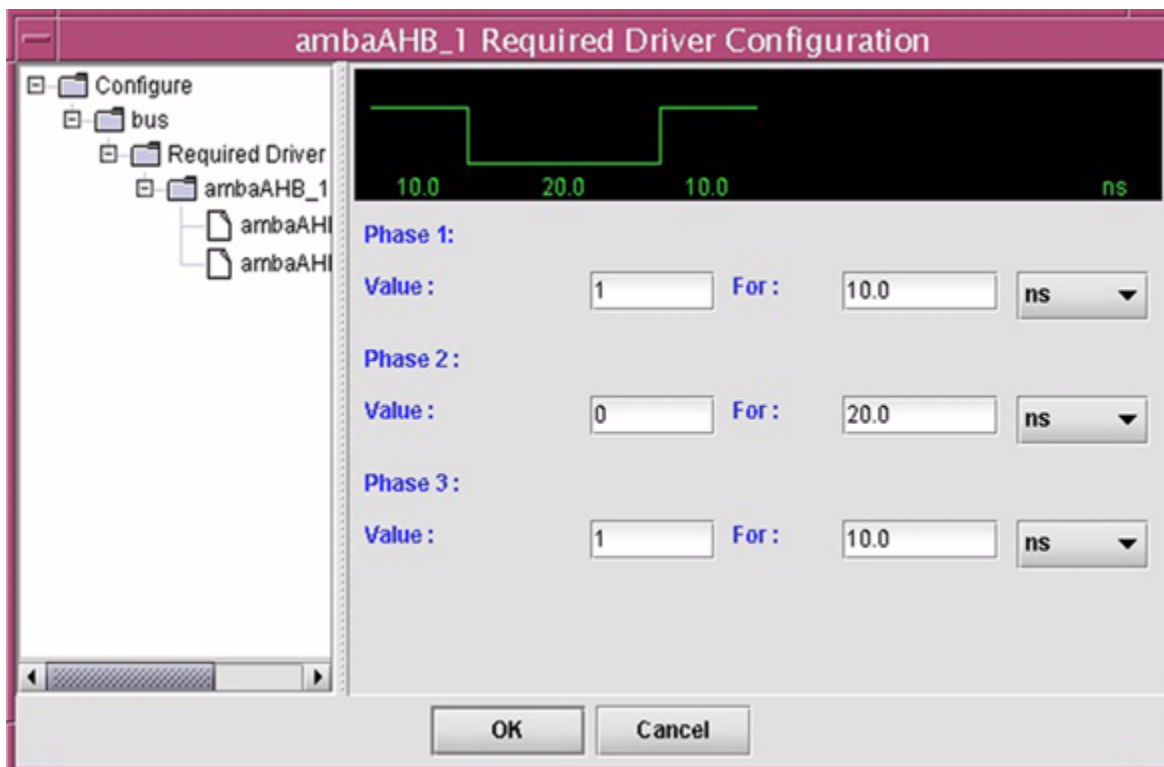 ambaAHB_1 Required Driver Configuration
Configure
bus
Required Driver
ambaAHB_1
ambaAHI
ambaAHI
10.0 20.0 10.0 ns
Phase 1:
Value : 1 For : 10.0 ns
Phase 2 :
Value : 0 For : 20.0 ns
Phase 3 :
Value : 1 For : 10.0 ns
OK Cancel